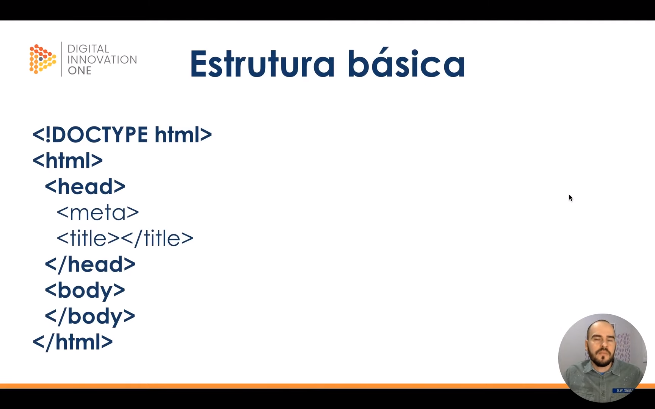 DIGITAL
INNOVATION
ONE
Estrutura básica
<!DOCTYPE html>
<html>
<head>
<meta>
<title></title>
</head>
<body>
</body>
</html>